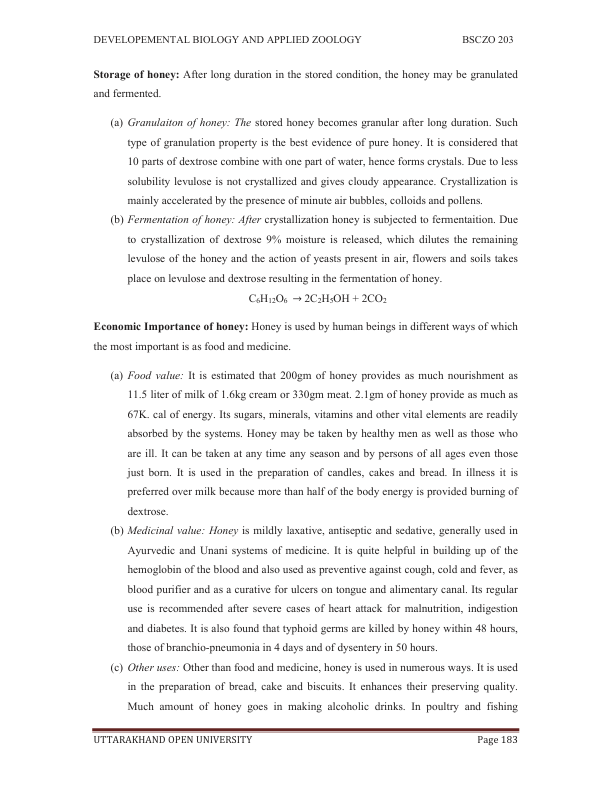 DEVELOPEMENTAL BIOLOGY AND APPLIED ZOOLOGY BSCZO 203
Storage of honey: After long duration in the stored condition, the honey may be granulated
and fermented.
(a) Granulaiton of honey: The stored honey becomes granular after long duration. Such
type of granulation property is the best evidence of pure honey. It is considered that
10 parts of dextrose combine with one part of water, hence forms crystals. Due to less
solubility levulose is not crystallized and gives cloudy appearance. Crystallization is
mainly accelerated by the presence of minute air bubbles, colloids and pollens.
(b) Fermentation of honey: After crystallization honey is subjected to fermentaition. Due
to crystallization of dextrose 9% moisture is released, which dilutes the remaining
levulose of the honey and the action of yeasts present in air, flowers and soils takes
place on levulose and dextrose resulting in the fermentation of honey.
C₆H₁₂O₆ → 2C₂H₅OH + 2CO₂
Economic Importance of honey: Honey is used by human beings in different ways of which
the most important is as food and medicine.
(a) Food value: It is estimated that 200gm of honey provides as much nourishment as
11.5 liter of milk of 1.6kg cream or 330gm meat. 2.1gm of honey provide as much as
67K. cal of energy. Its sugars, minerals, vitamins and other vital elements are readily
absorbed by the systems. Honey may be taken by healthy men as well as those who
are ill. It can be taken at any time any season and by persons of all ages even those
just born. It is used in the preparation of candles, cakes and bread. In illness it is
preferred over milk because more than half of the body energy is provided burning of
dextrose.
(b) Medicinal value: Honey is mildly laxative, antiseptic and sedative, generally used in
Ayurvedic and Unani systems of medicine. It is quite helpful in building up of the
hemoglobin of the blood and also used as preventive against cough, cold and fever, as
blood purifier and as a curative for ulcers on tongue and alimentary canal. Its regular
use is recommended after severe cases of heart attack for malnutrition, indigestion
and diabetes. It is also found that typhoid germs are killed by honey within 48 hours,
those of branchio-pneumonia in 4 days and of dysentery in 50 hours.
(c) Other uses: Other than food and medicine, honey is used in numerous ways. It is used
in the preparation of bread, cake and biscuits. It enhances their preserving quality.
Much amount of honey goes in making alcoholic drinks. In poultry and fishing
UTTARAKHAND OPEN UNIVERSITY Page 183